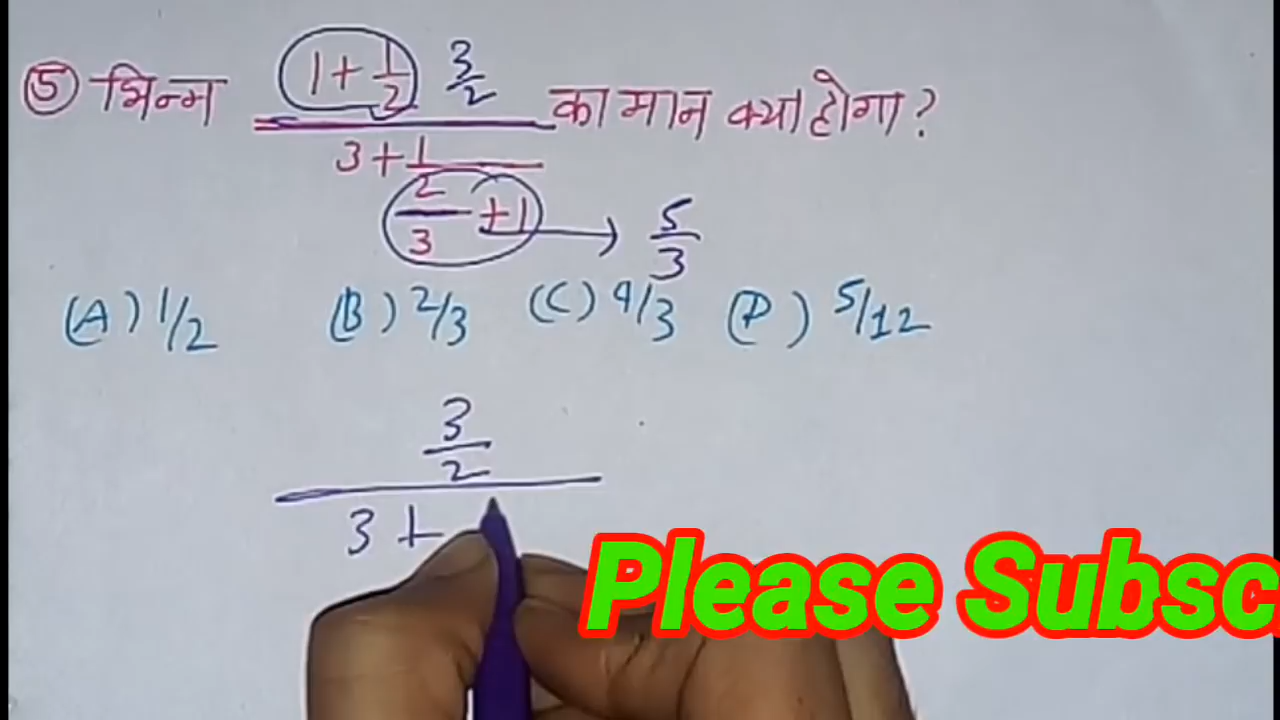 ⑤ भिन्न 1+1/2 3/2 का मान क्या होगा?
3+1
2/3 +1 → 5/3
(A) 1/2 (B) 2/3 (C) 4/3 (D) 5/12
3/2
3+
Please Subsc